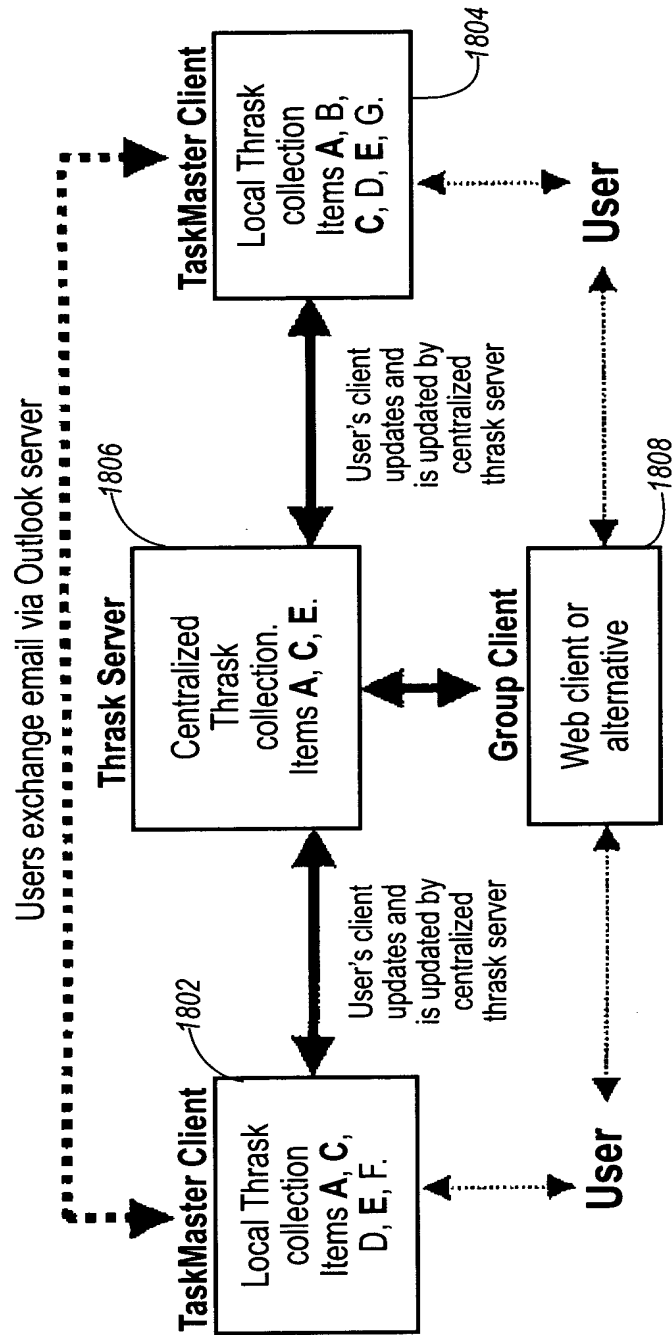 Users exchange email via Outlook server
TaskMaster Client
1802
Local Thrask
collection
Items A, C,
D, E, F.
User's client
updates and
is updated by
centralized
thrask server
Thrask Server
1806
Centralized
Thrask
collection.
Items A, C, E.
User's client
updates and
is updated by
centralized
thrask server
TaskMaster Client
Local Thrask
collection
Items A, B,
C, D, E, G.
1804
User
Group Client
Web client or
alternative
1808
User